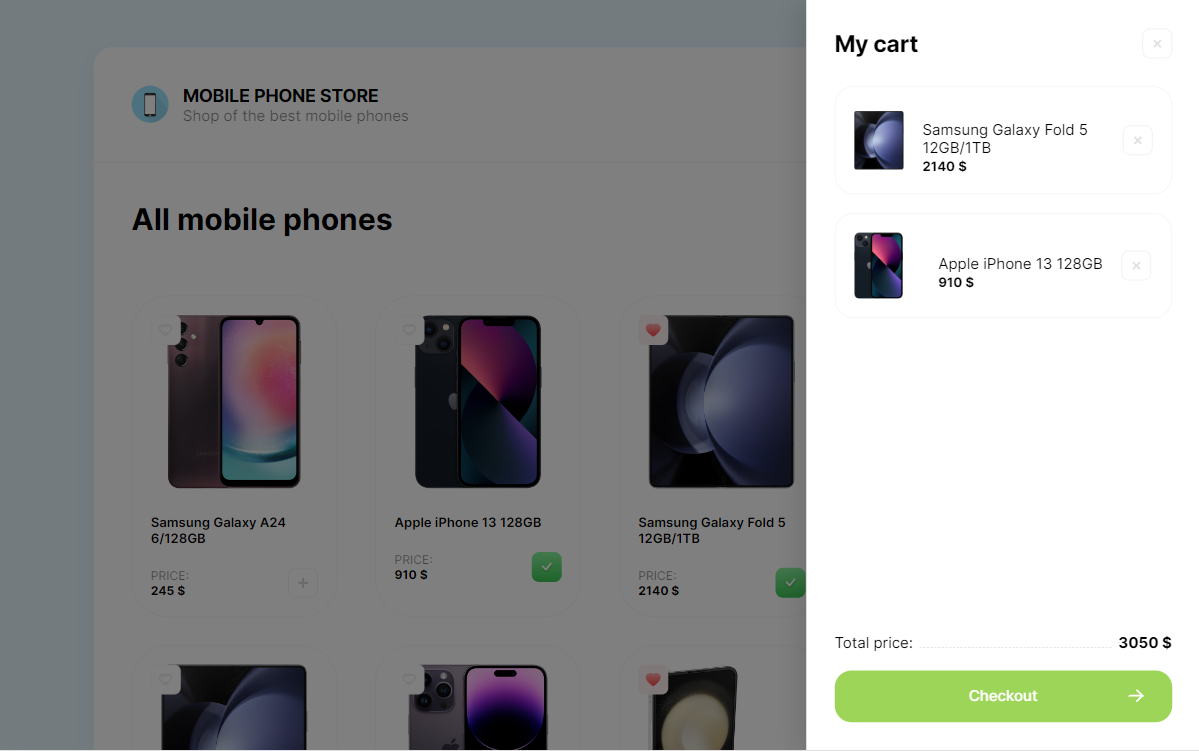 MOBILE PHONE STORE
Shop of the best mobile phones
All mobile phones
Samsung Galaxy A24
6/128GB
PRICE:
245 $
Apple iPhone 13 128GB
PRICE:
910 $
Samsung Galaxy Fold 5
12GB/1TB
PRICE:
2140 $
My cart
Samsung Galaxy Fold 5
12GB/1TB
2140 $
Apple iPhone 13 128GB
910 $
Total price: 3050 $
Checkout